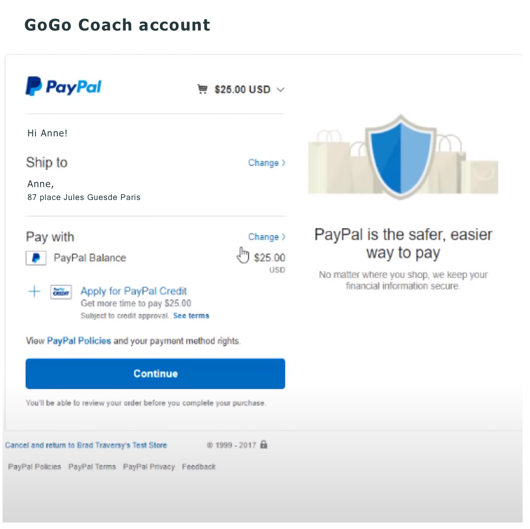 GoGo Coach account
PayPal
$25.00 USD
Hi Anne!
Ship to
Change
Anne,
87 place Jules Guesde Paris
Pay with
Change
PayPal Balance
$25.00
USD
PayPal
CREDIT
Apply for PayPal Credit
Get more time to pay $25.00
Subject to credit approval. See terms
View PayPal Policies and your payment method rights.
Continue
You'll be able to review your order before you complete your purchase.
PayPal is the safer, easier
way to pay
No matter where you shop, we keep your
financial information secure.
Cancel and return to Brad Traversy's Test Store
© 1999 - 2017
PayPal Policies PayPal Terms PayPal Privacy Feedback